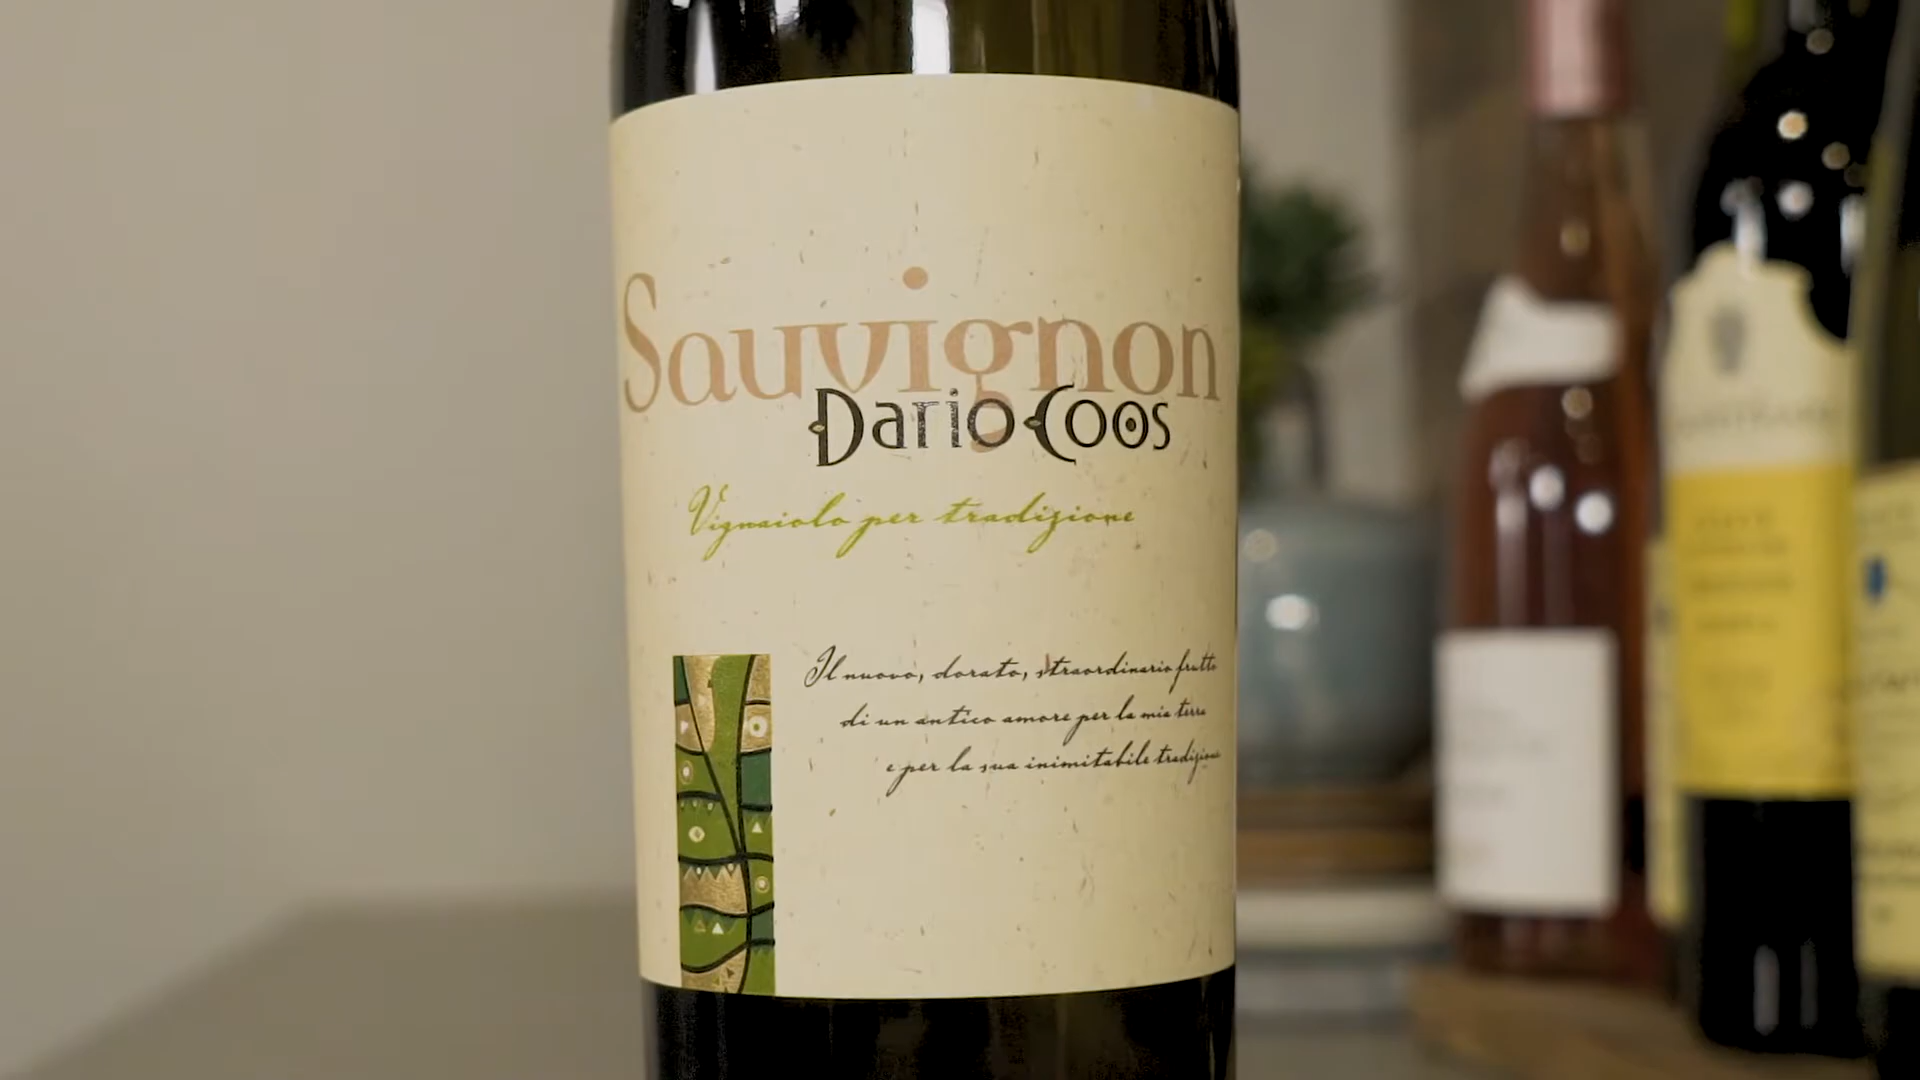 Sauvignon
Dario Coos
Vignaiolo per tradizione
Il nuovo, dorato, straordinario frutto
di un antico amore per la mia terra
e per la sua inimitabile tradizione